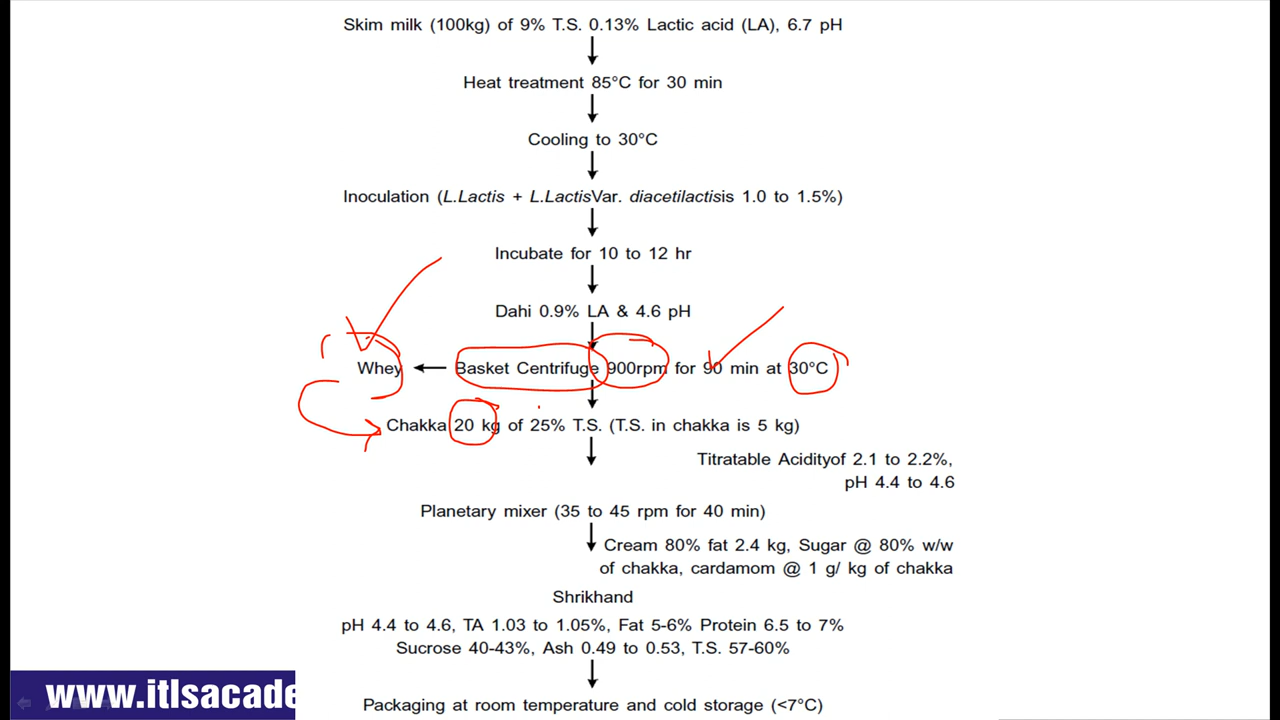 Skim milk (100kg) of 9% T.S. 0.13% Lactic acid (LA), 6.7 pH
Heat treatment 85°C for 30 min
Cooling to 30°C
Inoculation (L.Lactis + L.LactisVar. diacetilactisis 1.0 to 1.5%)
Incubate for 10 to 12 hr
Dahi 0.9% LA & 4.6 pH
Whey Basket Centrifuge 900rpm for 90 min at 30°C
Chakka 20 kg of 25% T.S. (T.S. in chakka is 5 kg)
Titratable Acidityof 2.1 to 2.2%,
pH 4.4 to 4.6
Planetary mixer (35 to 45 rpm for 40 min)
Cream 80% fat 2.4 kg, Sugar @ 80% w/w
of chakka, cardamom @ 1 g/ kg of chakka
Shrikhand
pH 4.4 to 4.6, TA 1.03 to 1.05%, Fat 5-6% Protein 6.5 to 7%
Sucrose 40-43%, Ash 0.49 to 0.53, T.S. 57-60%
www.itlsacade
Packaging at room temperature and cold storage (<7°C)